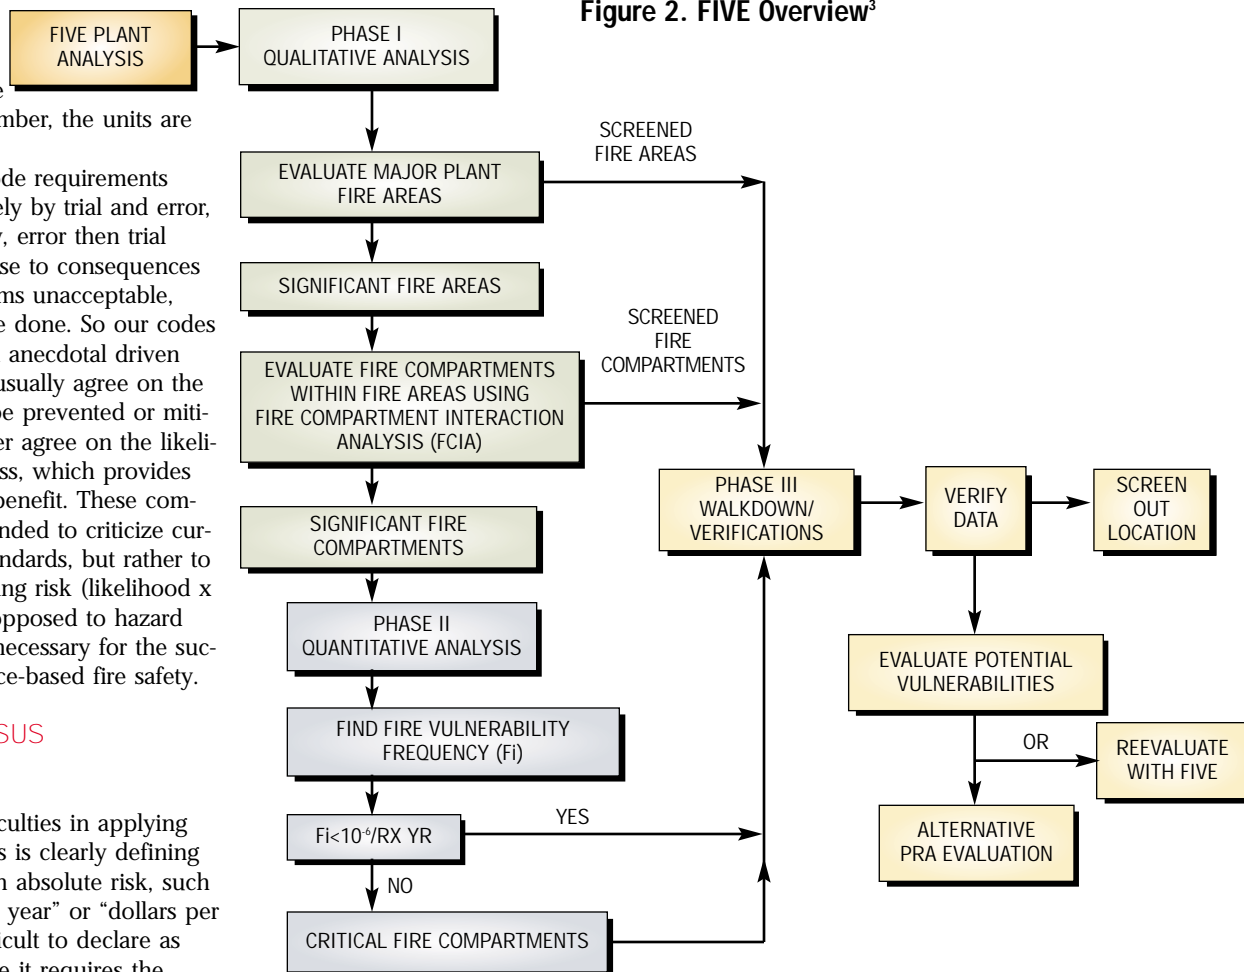 Figure 2. FIVE Overview³
FIVE PLANT
ANALYSIS
PHASE I
QUALITATIVE ANALYSIS
EVALUATE MAJOR PLANT
FIRE AREAS
SCREENED
FIRE AREAS
SIGNIFICANT FIRE AREAS
EVALUATE FIRE COMPARTMENTS
WITHIN FIRE AREAS USING
FIRE COMPARTMENT INTERACTION
ANALYSIS (FCIA)
SCREENED
FIRE
COMPARTMENTS
SIGNIFICANT FIRE
COMPARTMENTS
PHASE II
QUANTITATIVE ANALYSIS
FIND FIRE VULNERABILITY
FREQUENCY (Fi)
Fi<10⁻⁶/RX YR
YES
NO
CRITICAL FIRE COMPARTMENTS
PHASE III
WALKDOWN/
VERIFICATIONS
VERIFY
DATA
SCREEN
OUT
LOCATION
EVALUATE POTENTIAL
VULNERABILITIES
OR
REEVALUATE
WITH FIVE
ALTERNATIVE
PRA EVALUATION
e
mber, the units are
de requirements
ely by trial and error,
, error then trial
se to consequences
ms unacceptable,
e done. So our codes
anecdotal driven
usually agree on the
be prevented or miti-
er agree on the likeli-
ss, which provides
benefit. These com-
nded to criticize cur-
ndards, but rather to
ng risk (likelihood x
opposed to hazard
necessary for the suc-
ce-based fire safety.
SUS
culties in applying
s is clearly defining
n absolute risk, such
year” or “dollars per
icult to declare as
e it requires the